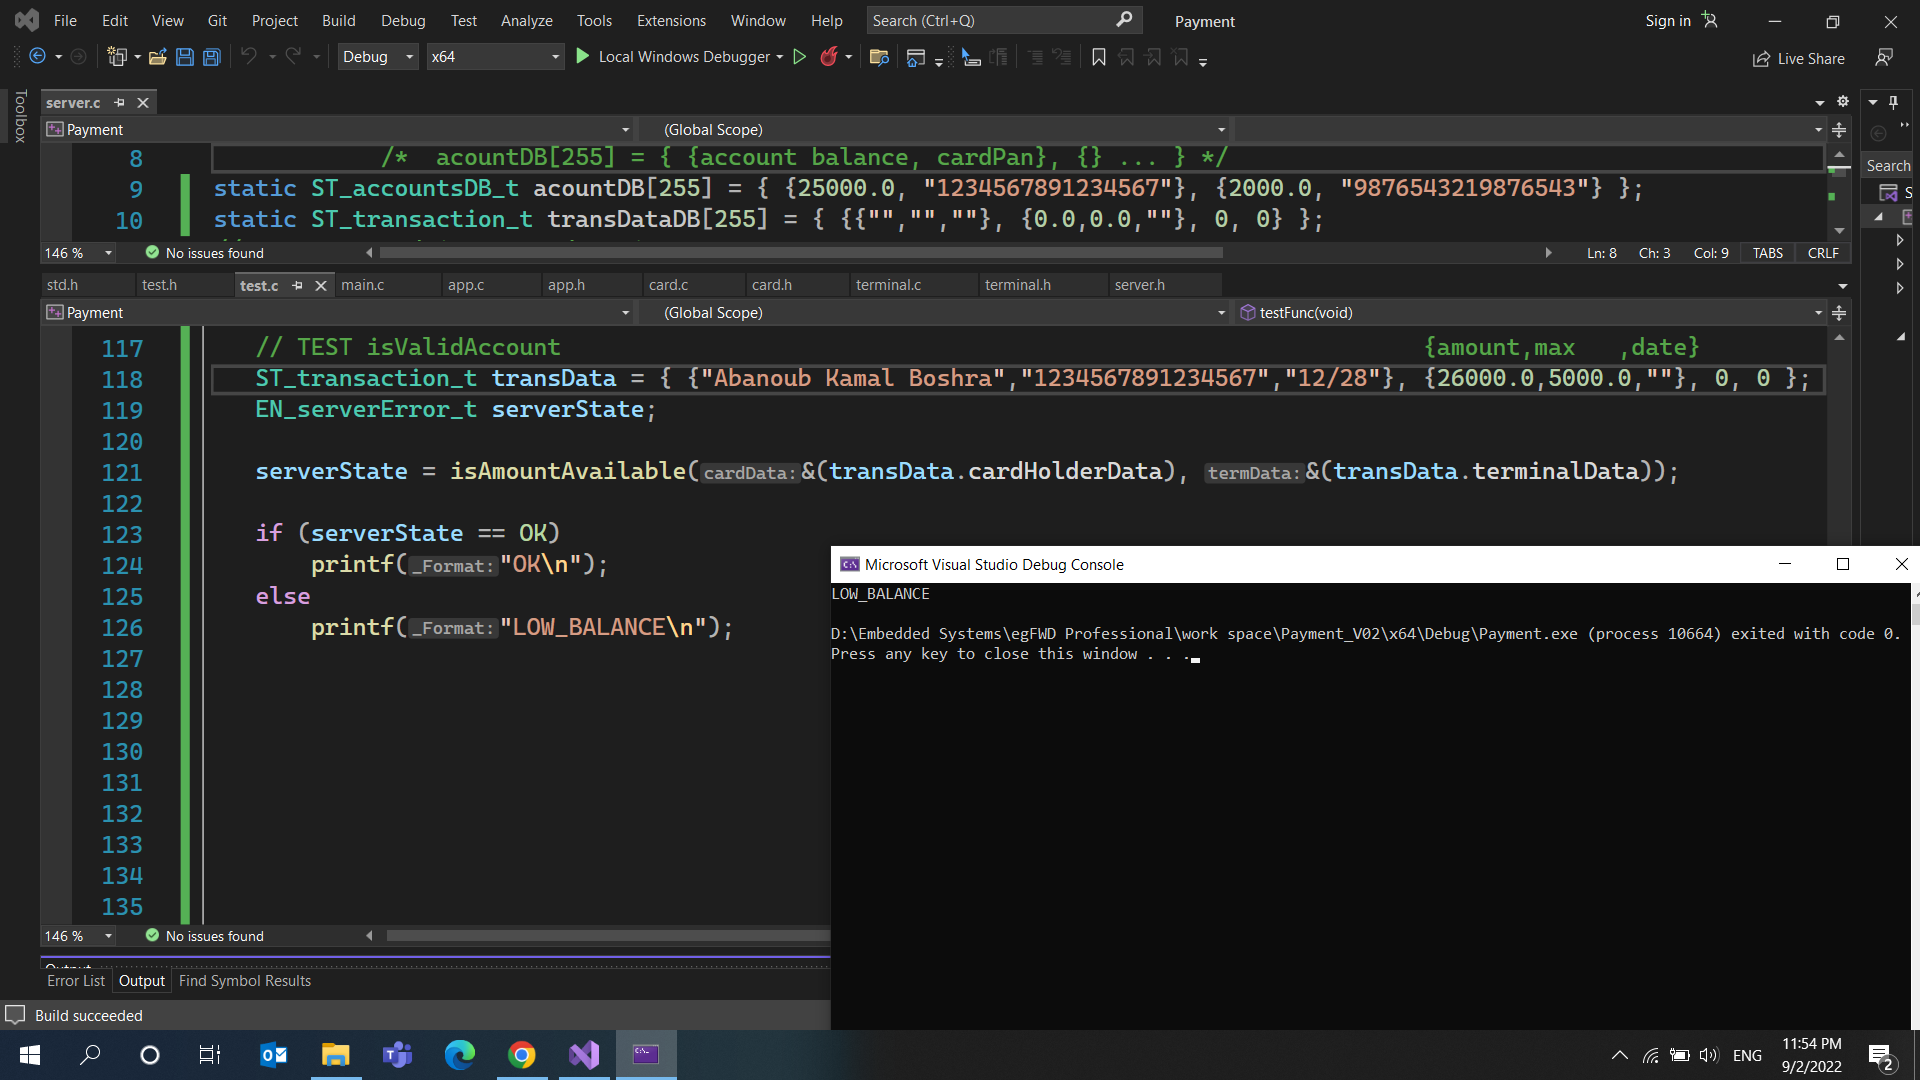 File Edit View Git Project Build Debug Test Analyze Tools Extensions Window Help Search (Ctrl+Q) Payment Sign in
Debug x64 Local Windows Debugger Live Share
Toolbox
server.c
Payment (Global Scope)
8 /* acountDB[255] = { {account balance, cardPan}, {} ... } */
9 static ST_accountsDB_t acountDB[255] = { {25000.0, "1234567891234567"}, {2000.0, "9876543219876543"} };
10 static ST_transaction_t transDataDB[255] = { {{"","",""}, {0.0,0.0,""}, 0, 0} };
146 % No issues found Ln: 8 Ch: 3 Col: 9 TABS CRLF
Search
S
std.h test.h test.c main.c app.c app.h card.c card.h terminal.c terminal.h server.h
Payment (Global Scope) testFunc(void)
117 // TEST isValidAccount {amount,max ,date}
118 ST_transaction_t transData = { {"Abanoub Kamal Boshra","1234567891234567","12/28"}, {26000.0,5000.0,""}, 0, 0 };
119 EN_serverError_t serverState;
120
121 serverState = isAmountAvailable(cardData:&(transData.cardHolderData), termData:&(transData.terminalData));
122
123 if (serverState == OK)
124 printf(_Format:"OK\n");
125 else
126 printf(_Format:"LOW_BALANCE\n");
127
128
129
130
131
132
133
134
135
146 % No issues found
Microsoft Visual Studio Debug Console
LOW_BALANCE
D:\Embedded Systems\egFWD Professional\work space\Payment_V02\x64\Debug\Payment.exe (process 10664) exited with code 0.
Press any key to close this window . . .
Output
Error List Output Find Symbol Results
Build succeeded
ENG
11:54 PM
9/2/2022
2